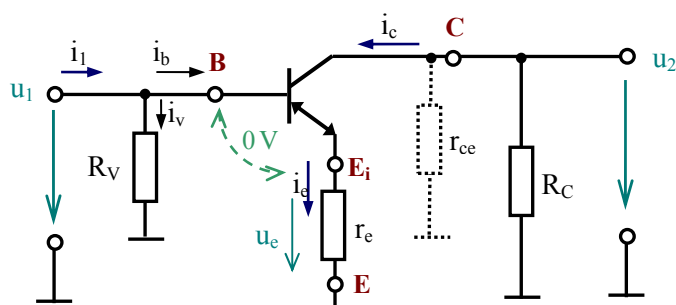 i1 ib B ic C
u1 u2
iv
0 V
RV ie Ei rce RC
ue re
E